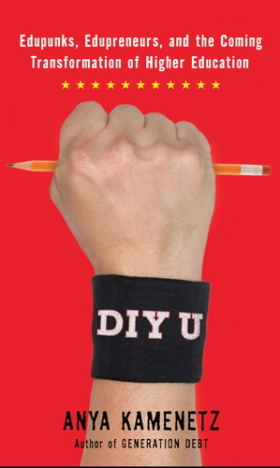 Edupunks, Edupreneurs, and the Coming
Transformation of Higher Education
DIY U
ANYA KAMENETZ
Author of GENERATION DEBT